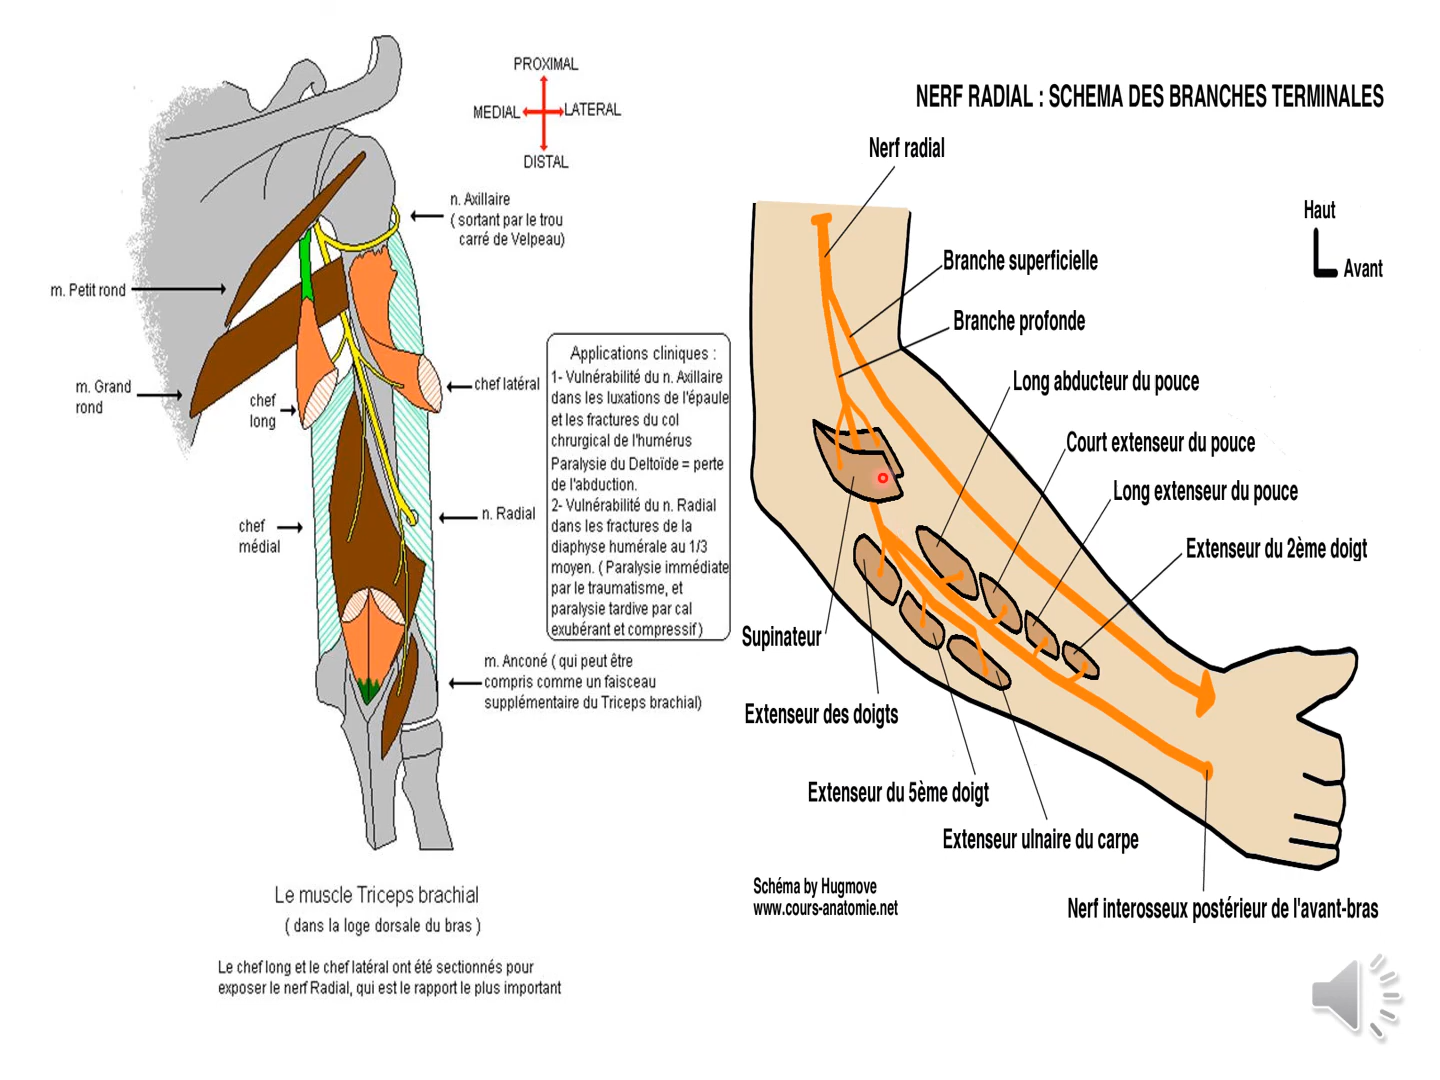 PROXIMAL
MEDIAL
LATERAL
DISTAL
n. Axillaire
( sortant par le trou
carré de Velpeau)
m. Petit rond
m. Grand
rond
chef
long
chef latéral
chef
médial
n. Radial
Applications cliniques :
1- Vulnérabilité du n. Axillaire
dans les luxations de l'épaule
et les fractures du col
chrurgical de l'humérus
Paralysie du Deltoïde = perte
de l'abduction.
2- Vulnérabilité du n. Radial
dans les fractures de la
diaphyse humérale au 1/3
moyen. ( Paralysie immédiate
par le traumatisme, et
paralysie tardive par cal
exubérant et compressif )
m. Anconé ( qui peut être
compris comme un faisceau
supplémentaire du Triceps brachial)
Le muscle Triceps brachial
( dans la loge dorsale du bras )
Le chef long et le chef latéral ont été sectionnés pour
exposer le nerf Radial, qui est le rapport le plus important
NERF RADIAL : SCHEMA DES BRANCHES TERMINALES
Nerf radial
Haut
Avant
Branche superficielle
Branche profonde
Long abducteur du pouce
Court extenseur du pouce
Long extenseur du pouce
Extenseur du 2ème doigt
Supinateur
Extenseur des doigts
Extenseur du 5ème doigt
Extenseur ulnaire du carpe
Schéma by Hugmove
www.cours-anatomie.net
Nerf interosseux postérieur de l'avant-bras